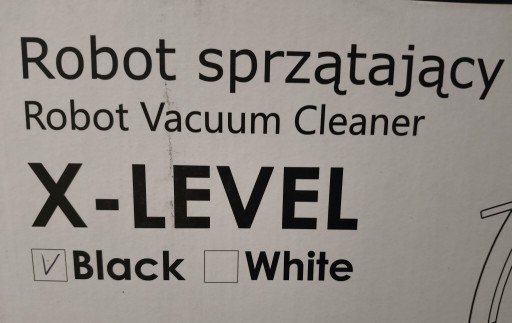 Robot sprzątający
Robot Vacuum Cleaner
X-LEVEL
Black White